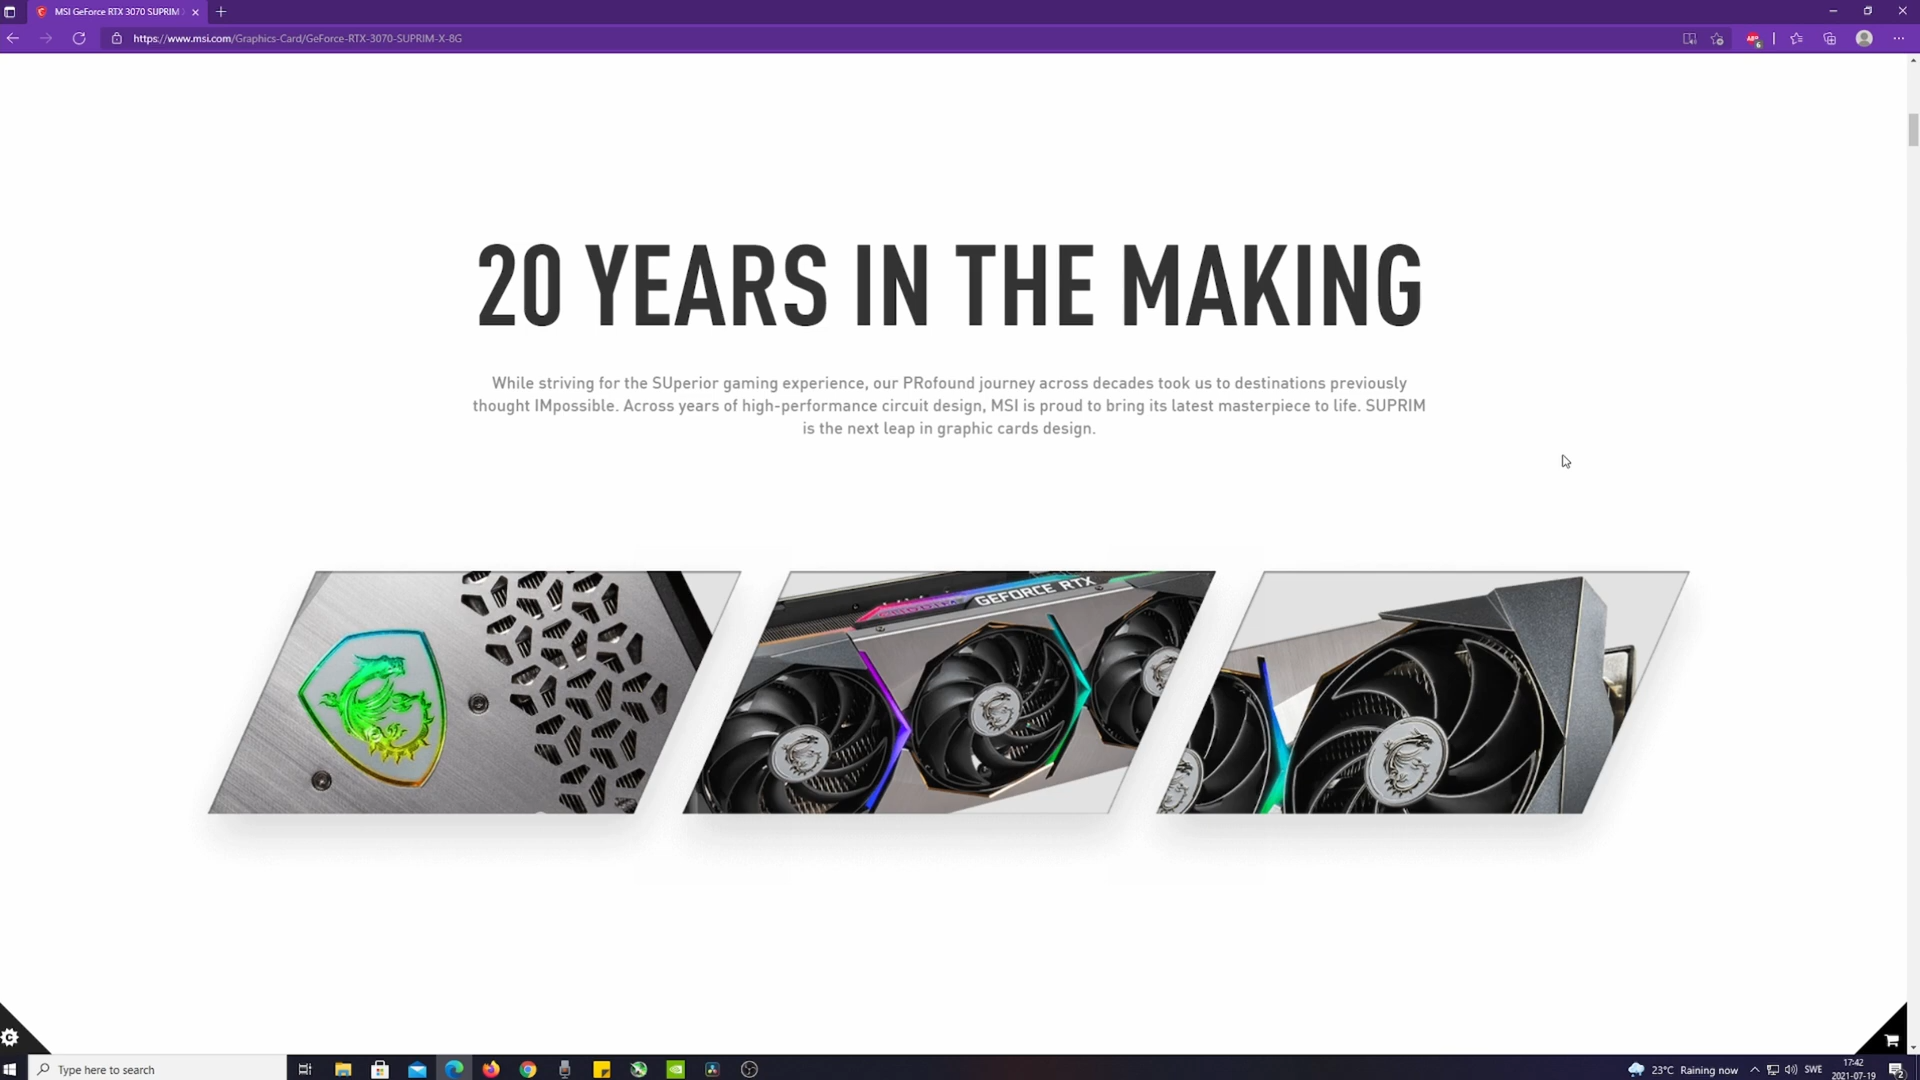 MSI GeForce RTX 3070 SUPRIM
https://www.msi.com/Graphics-Card/GeForce-RTX-3070-SUPRIM-X-8G
ABP
6
20 YEARS IN THE MAKING
While striving for the SUperior gaming experience, our PRofound journey across decades took us to destinations previously
thought IMpossible. Across years of high-performance circuit design, MSI is proud to bring its latest masterpiece to life. SUPRIM
is the next leap in graphic cards design.
GEFORCE RTX
Type here to search
23°C Raining now
SWE
17:42
2021-07-19
2